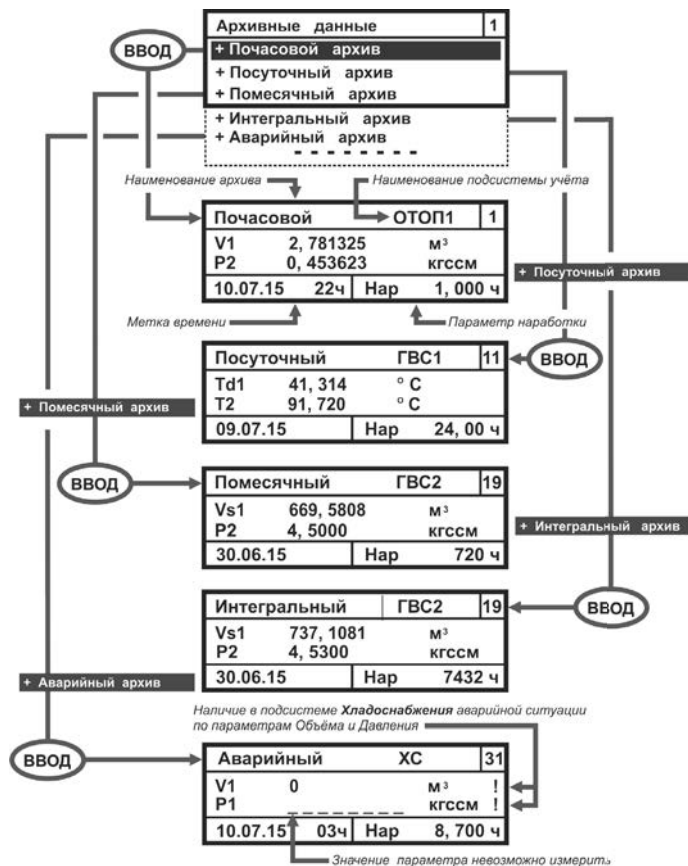 Архивные данные 1
ВВОД
+ Почасовой архив
+ Посуточный архив
+ Помесячный архив
+ Интегральный архив
+ Аварийный архив
Наименование архива
Наименование подсистемы учёта
Почасовой ОТОП1 1
V1 2, 781325 м³
P2 0, 453623 кгссм
10.07.15 22ч Нар 1, 000 ч
+ Посуточный архив
Метка времени
Параметр наработки
Посуточный ГВС1 11
ВВОД
Td1 41, 314 ° C
T2 91, 720 ° C
+ Помесячный архив
09.07.15 Нар 24, 00 ч
ВВОД
Помесячный ГВС2 19
Vs1 669, 5808 м³
P2 4, 5000 кгссм
+ Интегральный архив
30.06.15 Нар 720 ч
Интегральный ГВС2 19
ВВОД
Vs1 737, 1081 м³
P2 4, 5300 кгссм
+ Аварийный архив
30.06.15 Нар 7432 ч
Наличие в подсистеме Хладоснабжения аварийной ситуации
по параметрам Объёма и Давления
ВВОД
Аварийный ХС 31
V1 0 м³ !
P1 _ _ _ _ _ _ _ _ кгссм !
10.07.15 03ч Нар 8, 700 ч
Значение параметра невозможно измерить